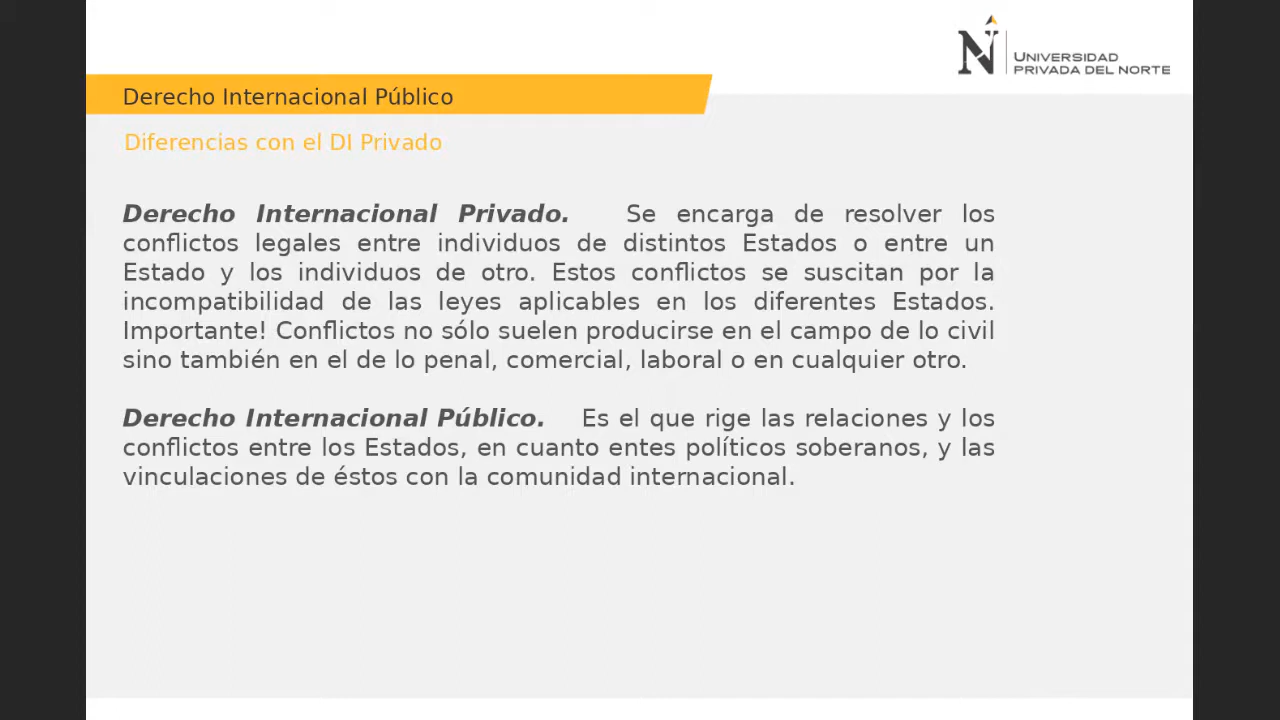 UNIVERSIDAD
PRIVADA DEL NORTE
Derecho Internacional Público
Diferencias con el DI Privado
Derecho Internacional Privado. Se encarga de resolver los
conflictos legales entre individuos de distintos Estados o entre un
Estado y los individuos de otro. Estos conflictos se suscitan por la
incompatibilidad de las leyes aplicables en los diferentes Estados.
Importante! Conflictos no sólo suelen producirse en el campo de lo civil
sino también en el de lo penal, comercial, laboral o en cualquier otro.
Derecho Internacional Público. Es el que rige las relaciones y los
conflictos entre los Estados, en cuanto entes políticos soberanos, y las
vinculaciones de éstos con la comunidad internacional.